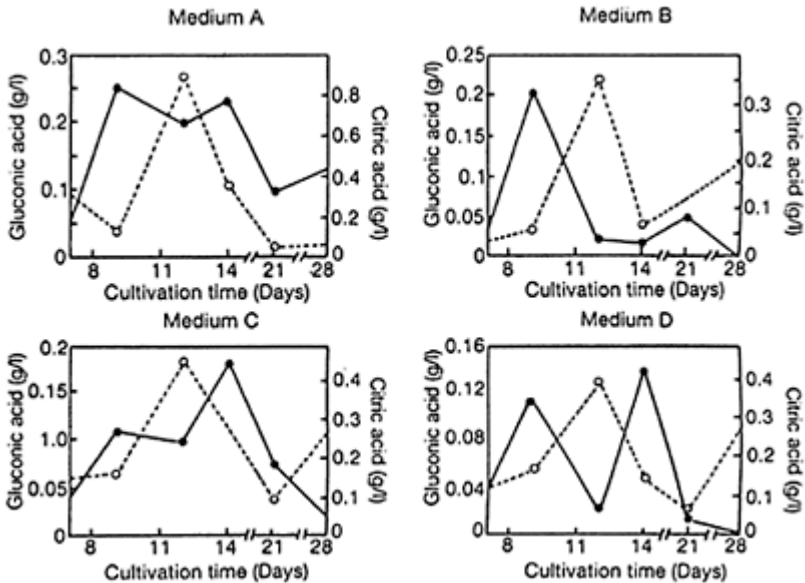 Medium A
Gluconic acid (g/l)
0.3
0.2
0.1
0
0.8
0.6
0.4
0.2
0
Citric acid (g/l)
8 11 14 21 28
Cultivation time (Days)
Medium B
Gluconic acid (g/l)
0.25
0.2
0.15
0.1
0.05
0
0.3
0.2
0.1
0
Citric acid (g/l)
8 11 14 21 28
Cultivation time (Days)
Medium C
Gluconic acid (g/l)
0.2
0.15
1.0
0.05
0
0.4
0.3
0.2
0.1
0
Citric acid (g/l)
8 12 14 21 28
Cultivation time (Days)
Medium D
Gluconic acid (g/l)
0.16
0.12
0.08
0.04
0
0.4
0.3
0.2
0.1
0
Citric acid (g/l)
8 11 14 21 28
Cultivation time (Days)